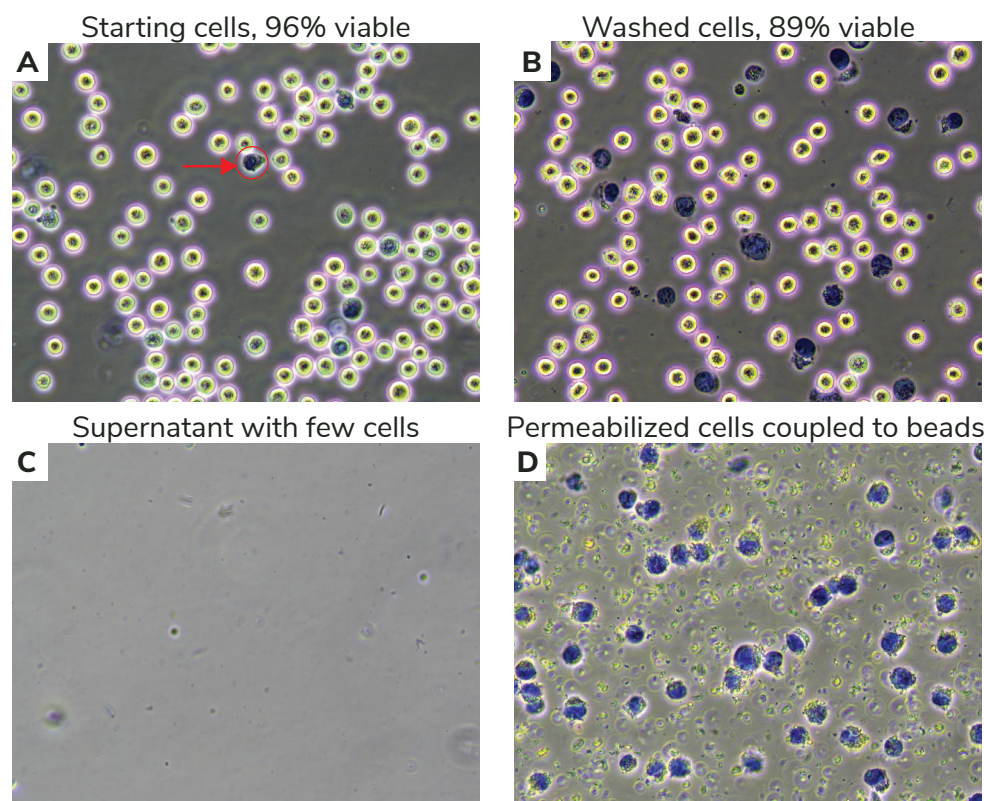 Starting cells, 96% viable
Washed cells, 89% viable
A
B
Supernatant with few cells
Permeabilized cells coupled to beads
C
D